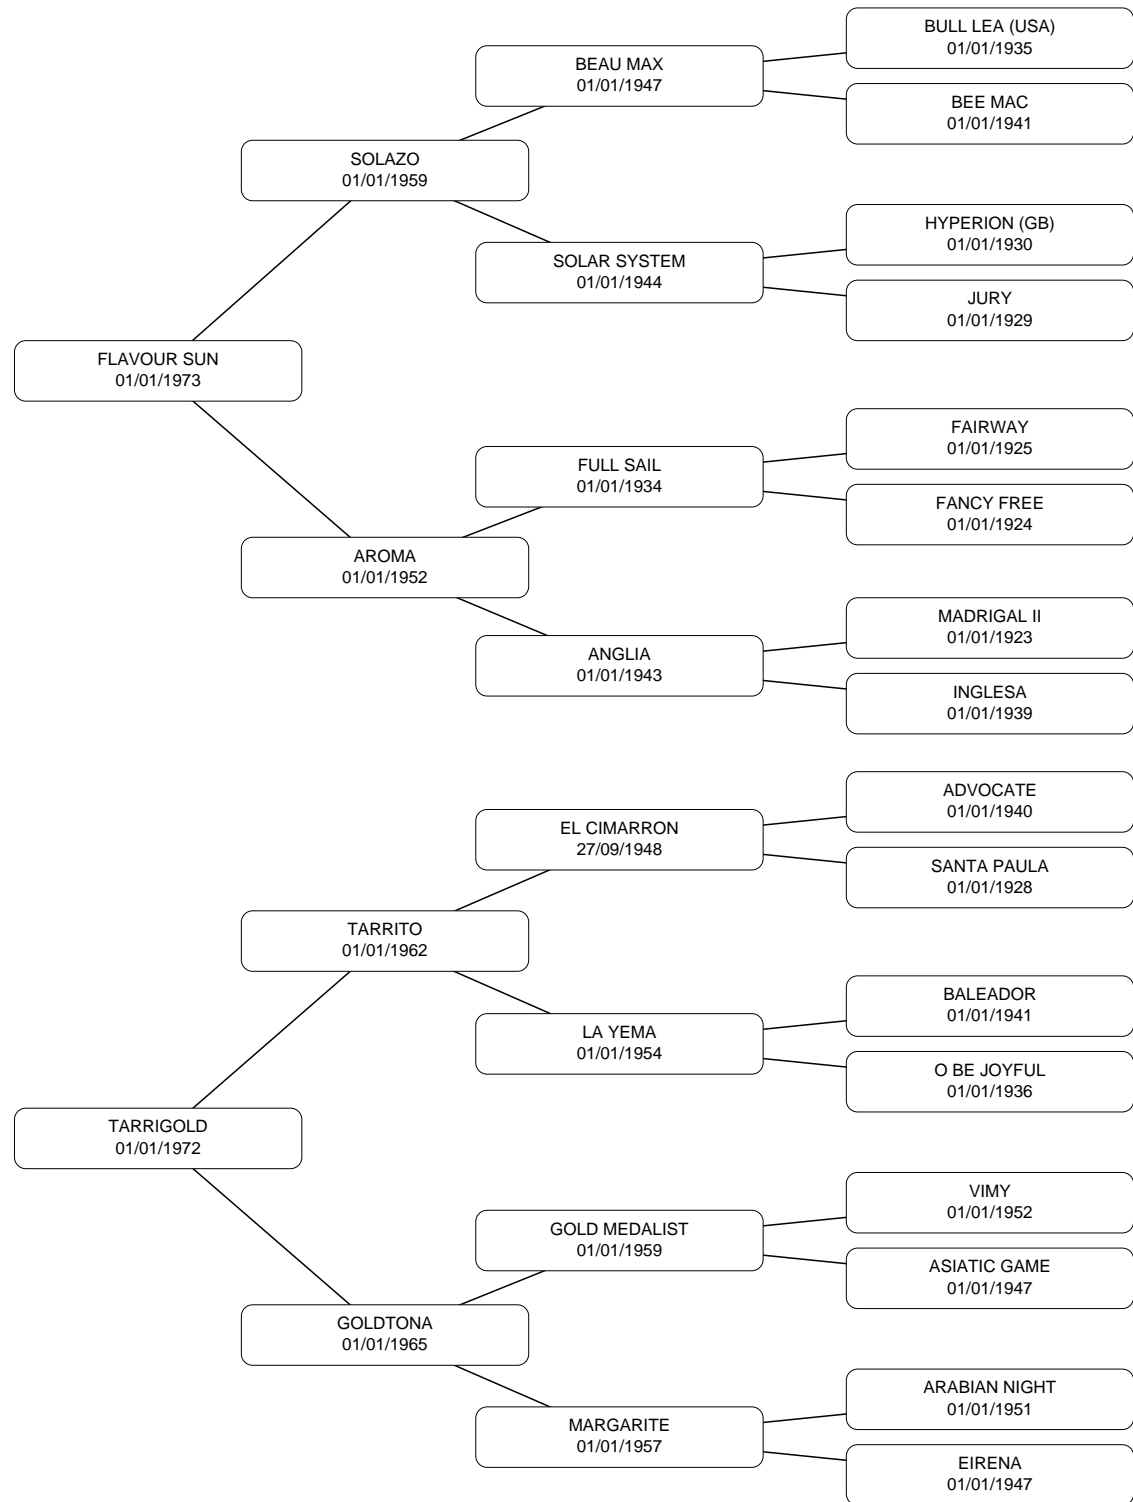 BULL LEA (USA)
01/01/1935
BEAU MAX
01/01/1947
BEE MAC
01/01/1941
SOLAZO
01/01/1959
HYPERION (GB)
01/01/1930
SOLAR SYSTEM
01/01/1944
JURY
01/01/1929
FLAVOUR SUN
01/01/1973
FAIRWAY
01/01/1925
FULL SAIL
01/01/1934
FANCY FREE
01/01/1924
AROMA
01/01/1952
MADRIGAL II
01/01/1923
ANGLIA
01/01/1943
INGLESA
01/01/1939
ADVOCATE
01/01/1940
EL CIMARRON
27/09/1948
SANTA PAULA
01/01/1928
TARRITO
01/01/1962
BALEADOR
01/01/1941
LA YEMA
01/01/1954
O BE JOYFUL
01/01/1936
TARRIGOLD
01/01/1972
VIMY
01/01/1952
GOLD MEDALIST
01/01/1959
ASIATIC GAME
01/01/1947
GOLDTONA
01/01/1965
ARABIAN NIGHT
01/01/1951
MARGARITE
01/01/1957
EIRENA
01/01/1947